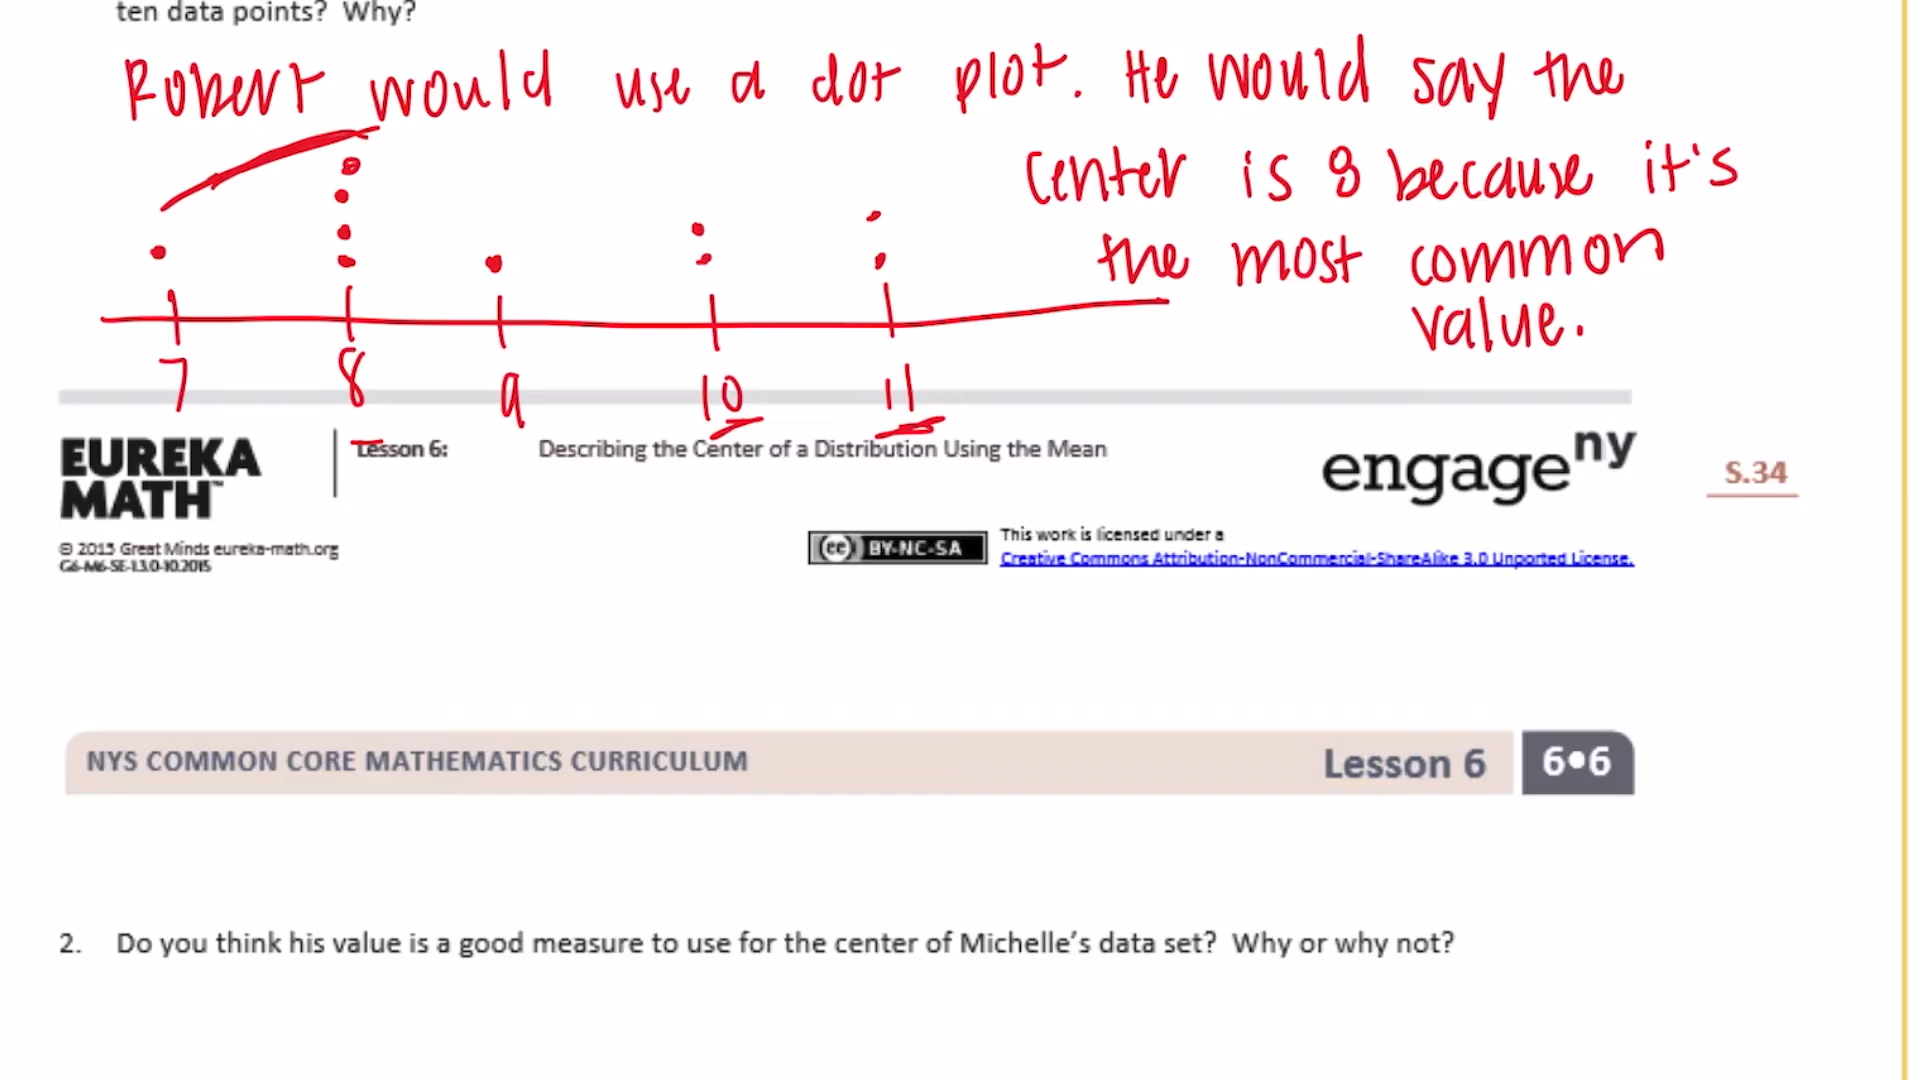 ten data points? Why?
Robert would use a dot plot. He would say the
center is 8 because it's
the most common
value.
7 8 9 10 11
EUREKA
MATH™
Lesson 6:
Describing the Center of a Distribution Using the Mean
engage ny
S.34
© 2015 Great Minds eureka-math.org
G6-M6-SE-1.3.0-10.2015
cc BY-NC-SA
This work is licensed under a
Creative Commons Attribution-NonCommercial-ShareAlike 3.0 Unported License.
NYS COMMON CORE MATHEMATICS CURRICULUM
Lesson 6
6•6
2. Do you think his value is a good measure to use for the center of Michelle’s data set? Why or why not?